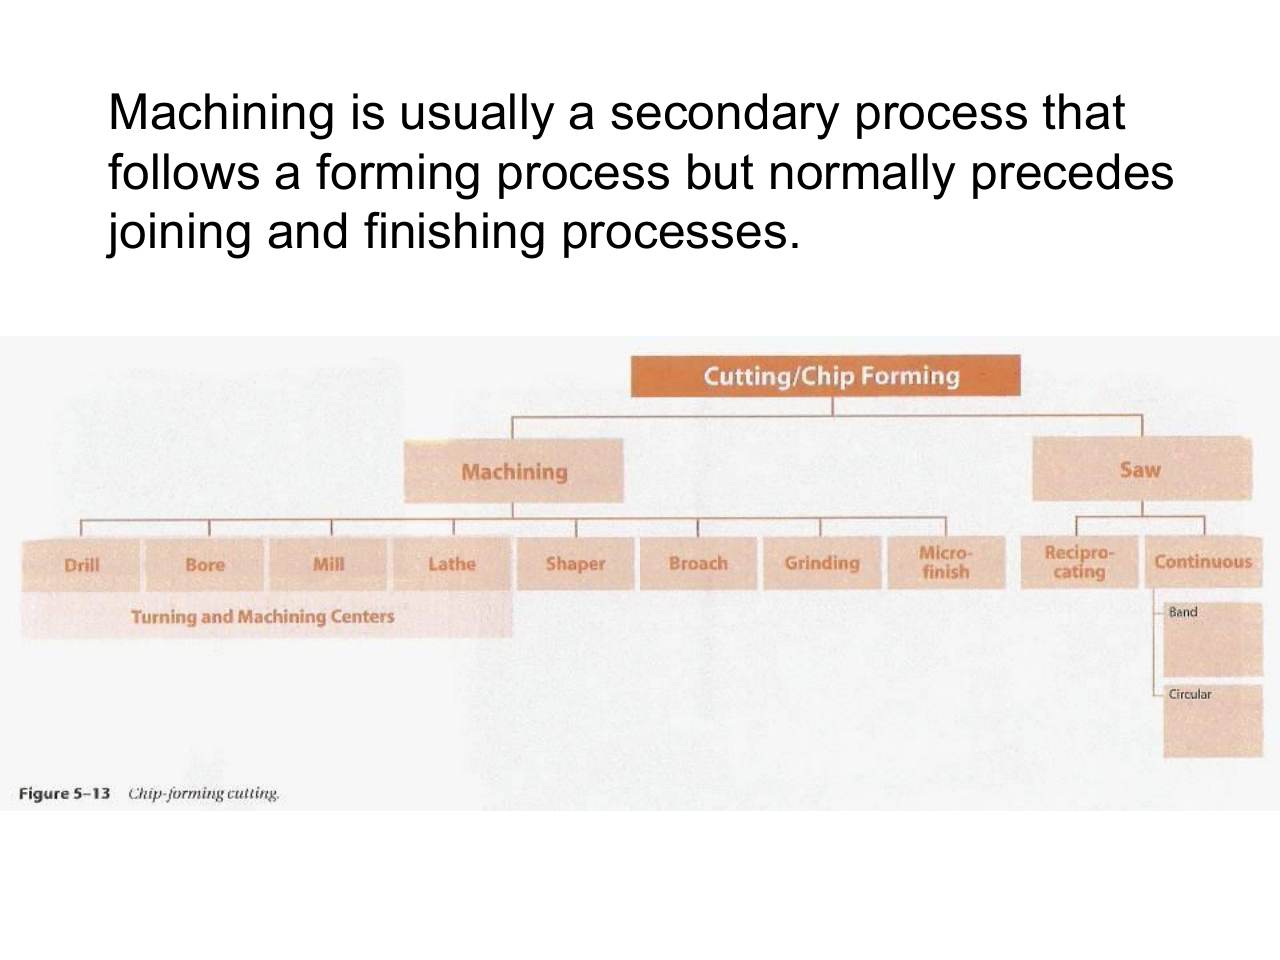 Machining is usually a secondary process that
follows a forming process but normally precedes
joining and finishing processes.
Cutting/Chip Forming
Machining
Saw
Drill
Bore
Mill
Lathe
Shaper
Broach
Grinding
Micro-
finish
Recipro-
cating
Continuous
Turning and Machining Centers
Band
Circular
Figure 5–13 Chip-forming cutting.